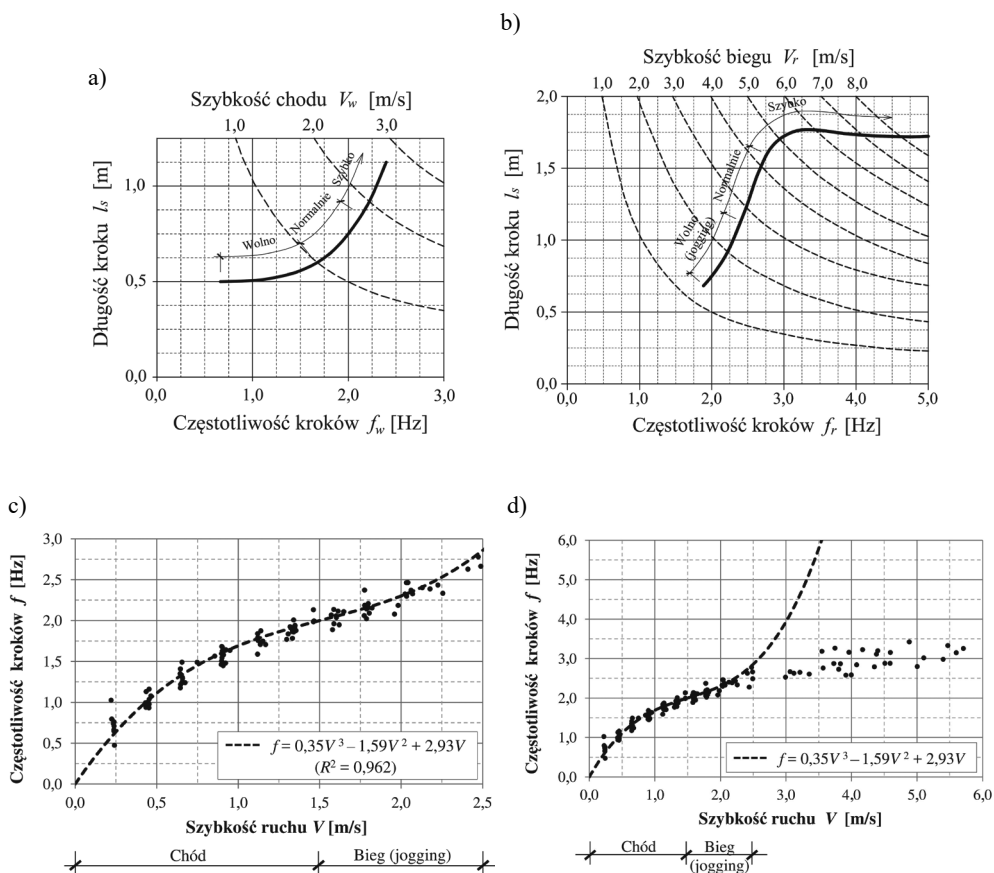 a)
Szybkość chodu V_w [m/s]
1,0 2,0 3,0
Długość kroku l_s [m]
1,0
0,5
0,0
Wolno
Normalnie
Szybko
0,0 1,0 2,0 3,0
Częstotliwość kroków f_w [Hz]
b)
Szybkość biegu V_r [m/s]
1,0 2,0 3,0 4,0 5,0 6,0 7,0 8,0
Długość kroku l_s [m]
2,0
1,5
1,0
0,5
0,0
Wolno
(jogging)
Normalnie
Szybko
0,0 1,0 2,0 3,0 4,0 5,0
Częstotliwość kroków f_r [Hz]
c)
Częstotliwość kroków f [Hz]
3,0
2,5
2,0
1,5
1,0
0,5
0,0
f = 0,35V³ – 1,59V² + 2,93V
(R² = 0,962)
0,0 0,5 1,0 1,5 2,0 2,5
Szybkość ruchu V [m/s]
Chód Bieg (jogging)
d)
Częstotliwość kroków f [Hz]
6,0
5,0
4,0
3,0
2,0
1,0
0,0
f = 0,35V³ – 1,59V² + 2,93V
0,0 1,0 2,0 3,0 4,0 5,0 6,0
Szybkość ruchu V [m/s]
Chód Bieg
(jogging)